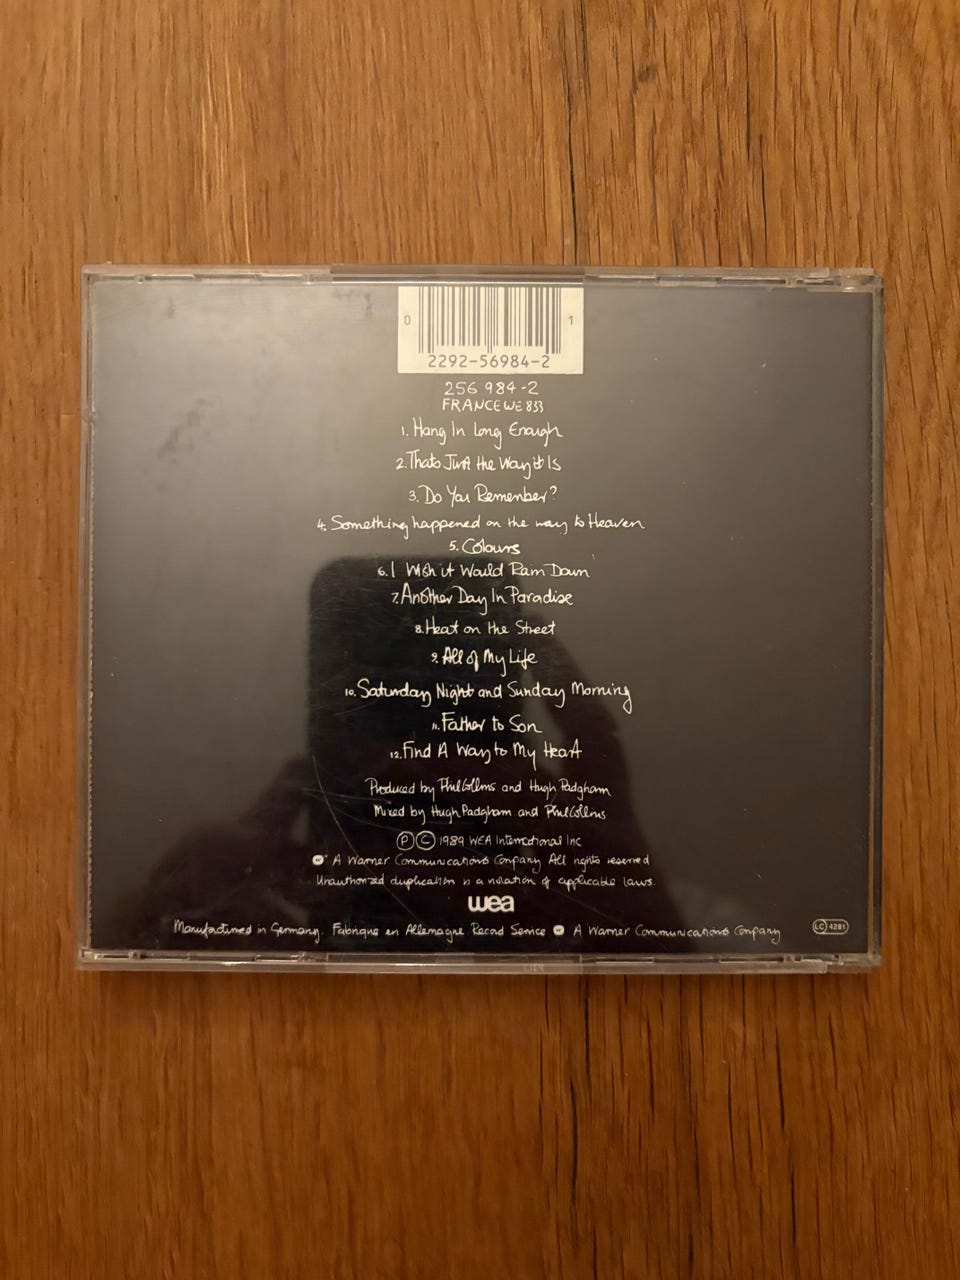 0 2292-56984-2 1
256 984-2
FRANCE WE 833
1. Hang In Long Enough
2. Thats Just the Way it Is
3. Do You Remember?
4. Something happened on the way to Heaven
5. Colours
6. I Wish it Would Rain Down
7. Another Day In Paradise
8. Heat on the Street
9. All of My Life
10. Saturday Night and Sunday Morning
11. Father to Son
12. Find A Way to My Heart
Produced by Phil Collins and Hugh Padgham
Mixed by Hugh Padgham and Phil Collins
Ⓟ Ⓒ 1989 WEA International Inc
A Warner Communications Company All rights reserved
Unauthorized duplication is a violation of applicable laws.
wea
Manufactured in Germany. Fabriqué en Allemagne Record Service A Warner Communications Company LC 4281